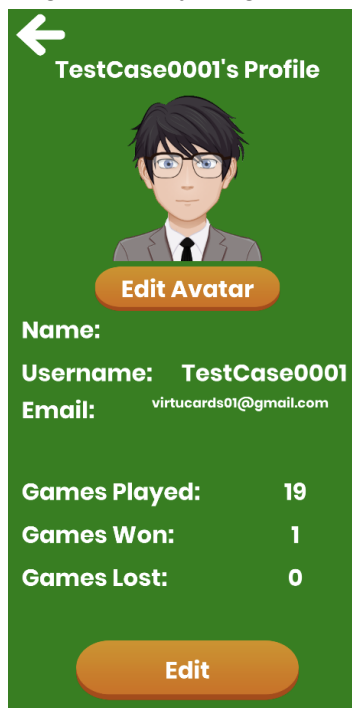 TestCase0001's Profile
Edit Avatar
Name:
Username: TestCase0001
Email: virtucards01@gmail.com
Games Played: 19
Games Won: 1
Games Lost: 0
Edit